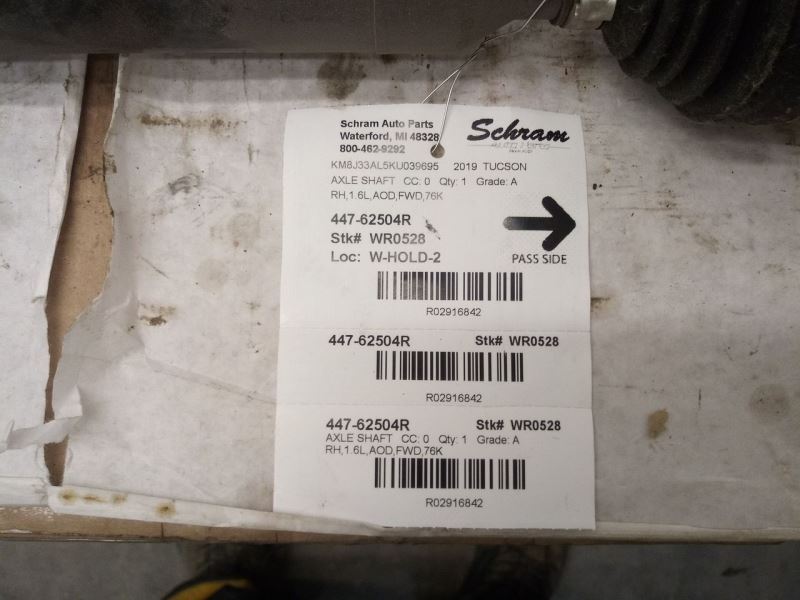 Schram Auto Parts
Waterford, MI 48328
800-462-9292
Schram
KM8J33AL5KU039695 2019 TUCSON
AXLE SHAFT CC: 0 Qty: 1 Grade: A
RH,1.6L,AOD,FWD,76K
447-62504R
Stk# WR0528
Loc: W-HOLD-2
PASS SIDE
R02916842
447-62504R Stk# WR0528
R02916842
447-62504R Stk# WR0528
AXLE SHAFT CC: 0 Qty: 1 Grade: A
RH,1.6L,AOD,FWD,76K
R02916842